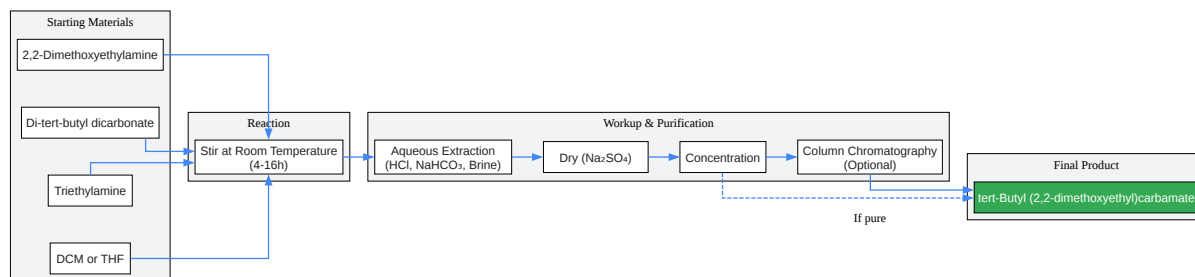 Starting Materials
2,2-Dimethoxyethylamine
Di-tert-butyl dicarbonate
Triethylamine
DCM or THF
Reaction
Stir at Room Temperature
(4-16h)
Workup & Purification
Aqueous Extraction
(HCl, NaHCO₃, Brine)
Dry (Na₂SO₄)
Concentration
Column Chromatography
(Optional)
If pure
Final Product
tert-Butyl (2,2-dimethoxyethyl)carbamate